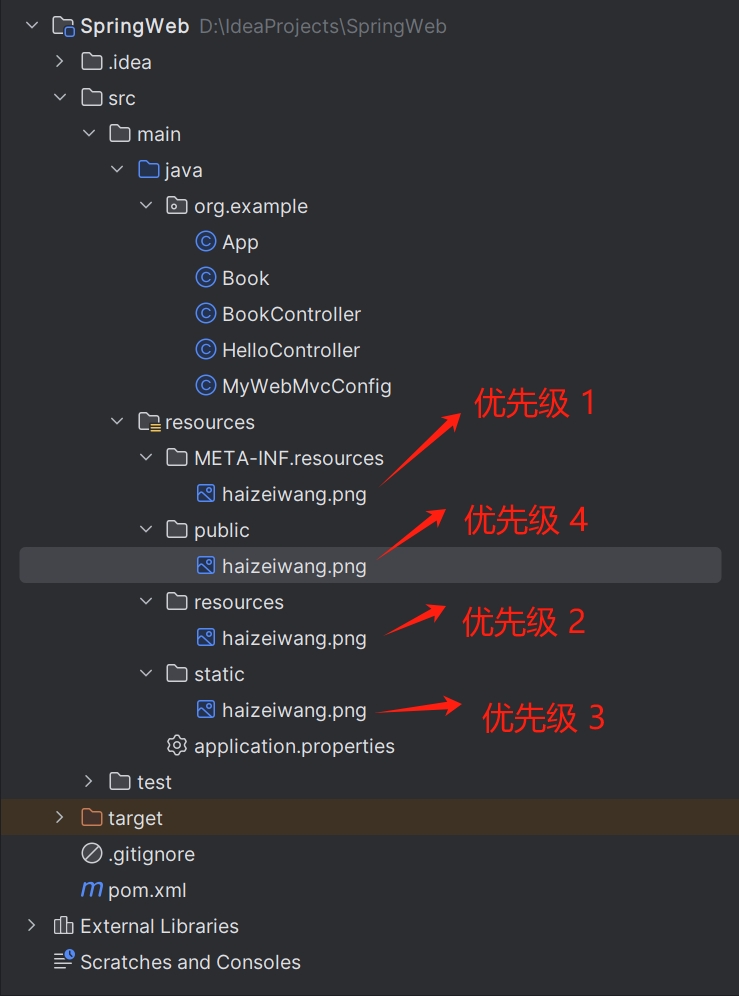 SpringWeb D:\IdeaProjects\SpringWeb
.idea
src
main
java
org.example
App
Book
BookController
HelloController
MyWebMvcConfig
优先级 1
resources
META-INF.resources
haizeiwang.png
优先级 4
public
haizeiwang.png
resources
优先级 2
haizeiwang.png
static
haizeiwang.png
优先级 3
application.properties
test
target
.gitignore
pom.xml
External Libraries
Scratches and Consoles